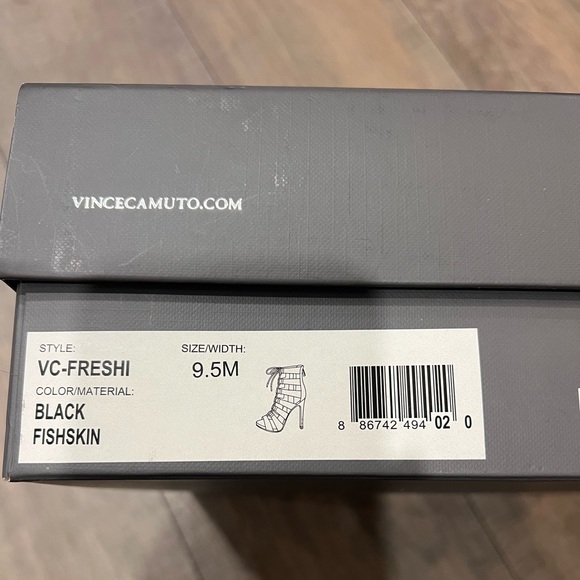 VINCECAMUTO.COM
STYLE: SIZE/WIDTH:
VC-FRESHI 9.5M
COLOR/MATERIAL:
BLACK
FISHSKIN
8 86742 494 02 0